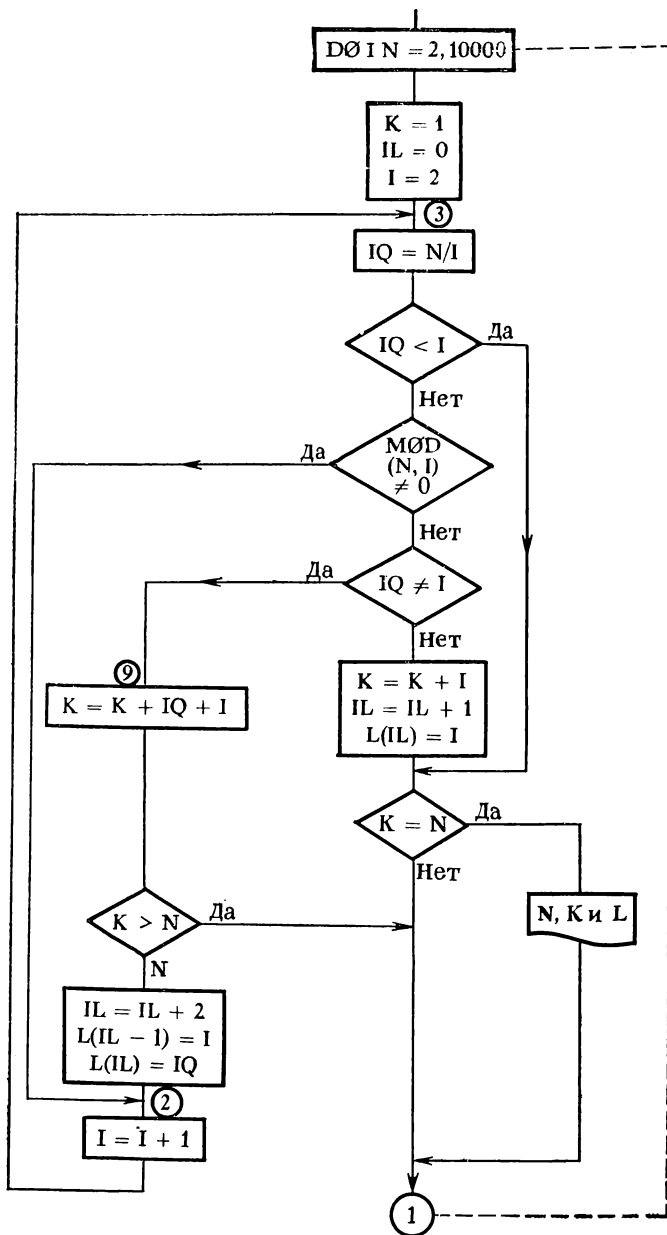 DØ I N = 2,10000
K = 1
IL = 0
I = 2
3
IQ = N/I
IQ < I
Да
Нет
MØD
(N, I)
≠ 0
Да
Нет
IQ ≠ I
Да
Нет
9
K = K + IQ + I
K = K + I
IL = IL + 1
L(IL) = I
K = N
Да
Нет
K > N
Да
N
N, K и L
IL = IL + 2
L(IL − 1) = I
L(IL) = IQ
2
I = I + 1
1